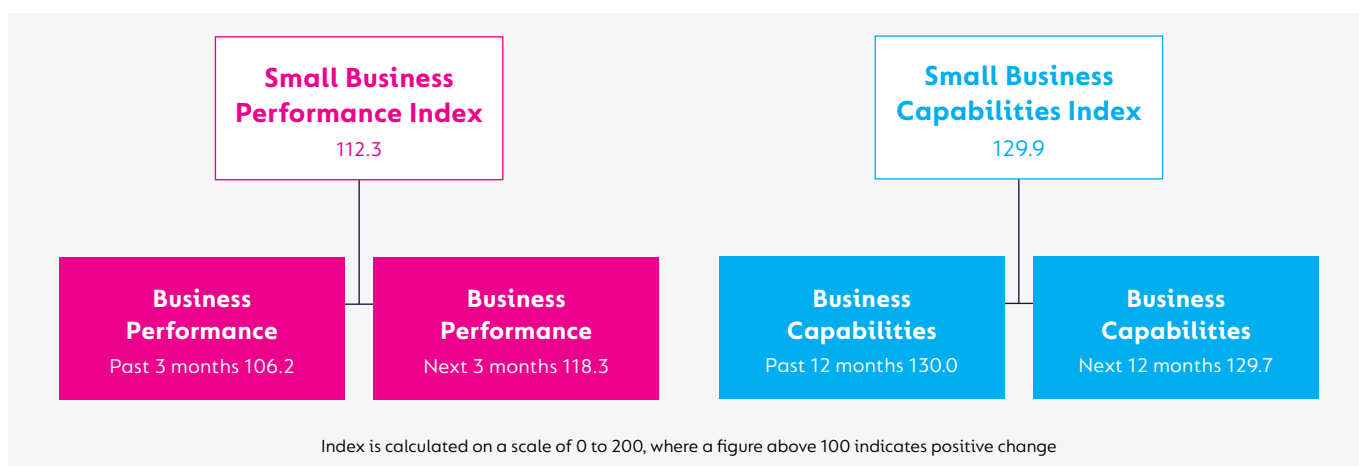 Small Business
Performance Index
112.3
Small Business
Capabilities Index
129.9
Business
Performance
Past 3 months 106.2
Business
Performance
Next 3 months 118.3
Business
Capabilities
Past 12 months 130.0
Business
Capabilities
Next 12 months 129.7
Index is calculated on a scale of 0 to 200, where a figure above 100 indicates positive change